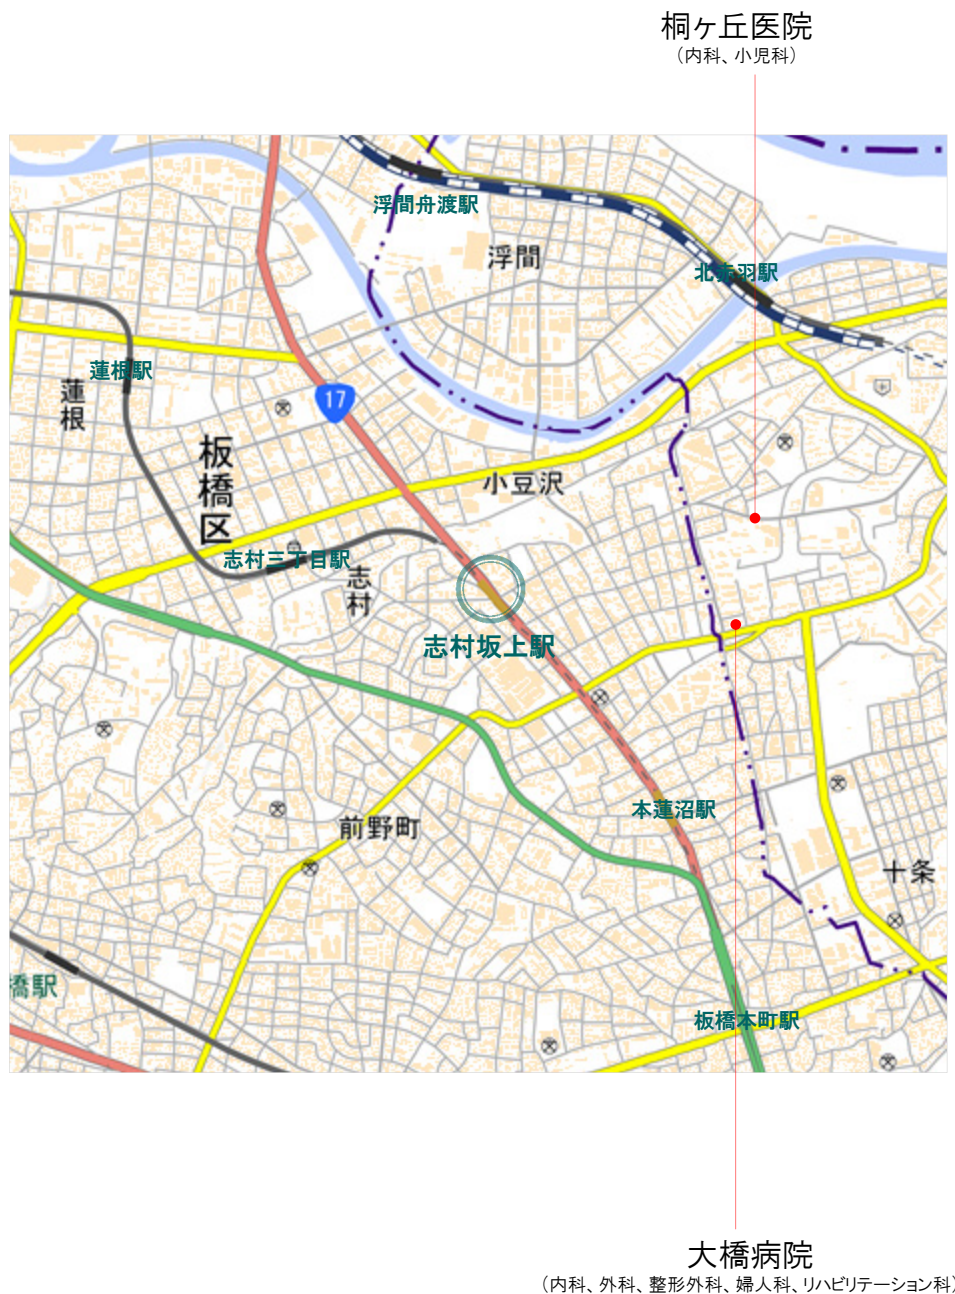 桐ヶ丘医院
（内科、小児科）
浮間舟渡駅
浮間
北赤羽駅
蓮根駅
蓮根
17
板橋区
小豆沢
志村三丁目駅
志村
志村坂上駅
本蓮沼駅
前野町
十条
橋駅
板橋本町駅
大橋病院
（内科、外科、整形外科、婦人科、リハビリテーション科）